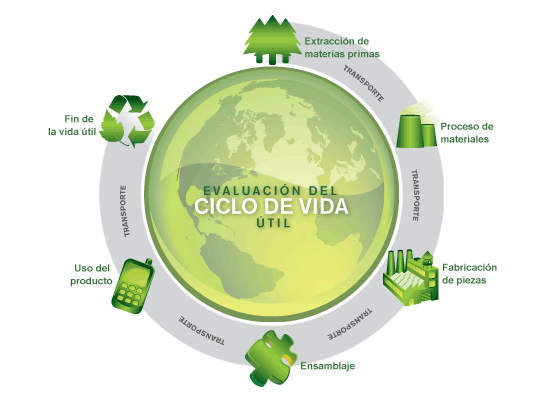 Extracción de
materias primas
TRANSPORTE
Proceso de
materiales
TRANSPORTE
Fabricación
de piezas
TRANSPORTE
Ensamblaje
TRANSPORTE
Uso del
producto
TRANSPORTE
Fin de
la vida útil
EVALUACIÓN DEL
CICLO DE VIDA
ÚTIL